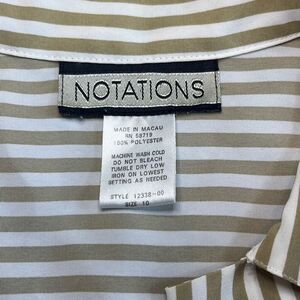 NOTATIONS
MADE IN MACAU
RN 58719
100% POLYESTER
MACHINE WASH COLD
DO NOT BLEACH
TUMBLE DRY LOW
IRON ON LOWEST
SETTING AS NEEDED
STYLE 12338-00
SIZE 10